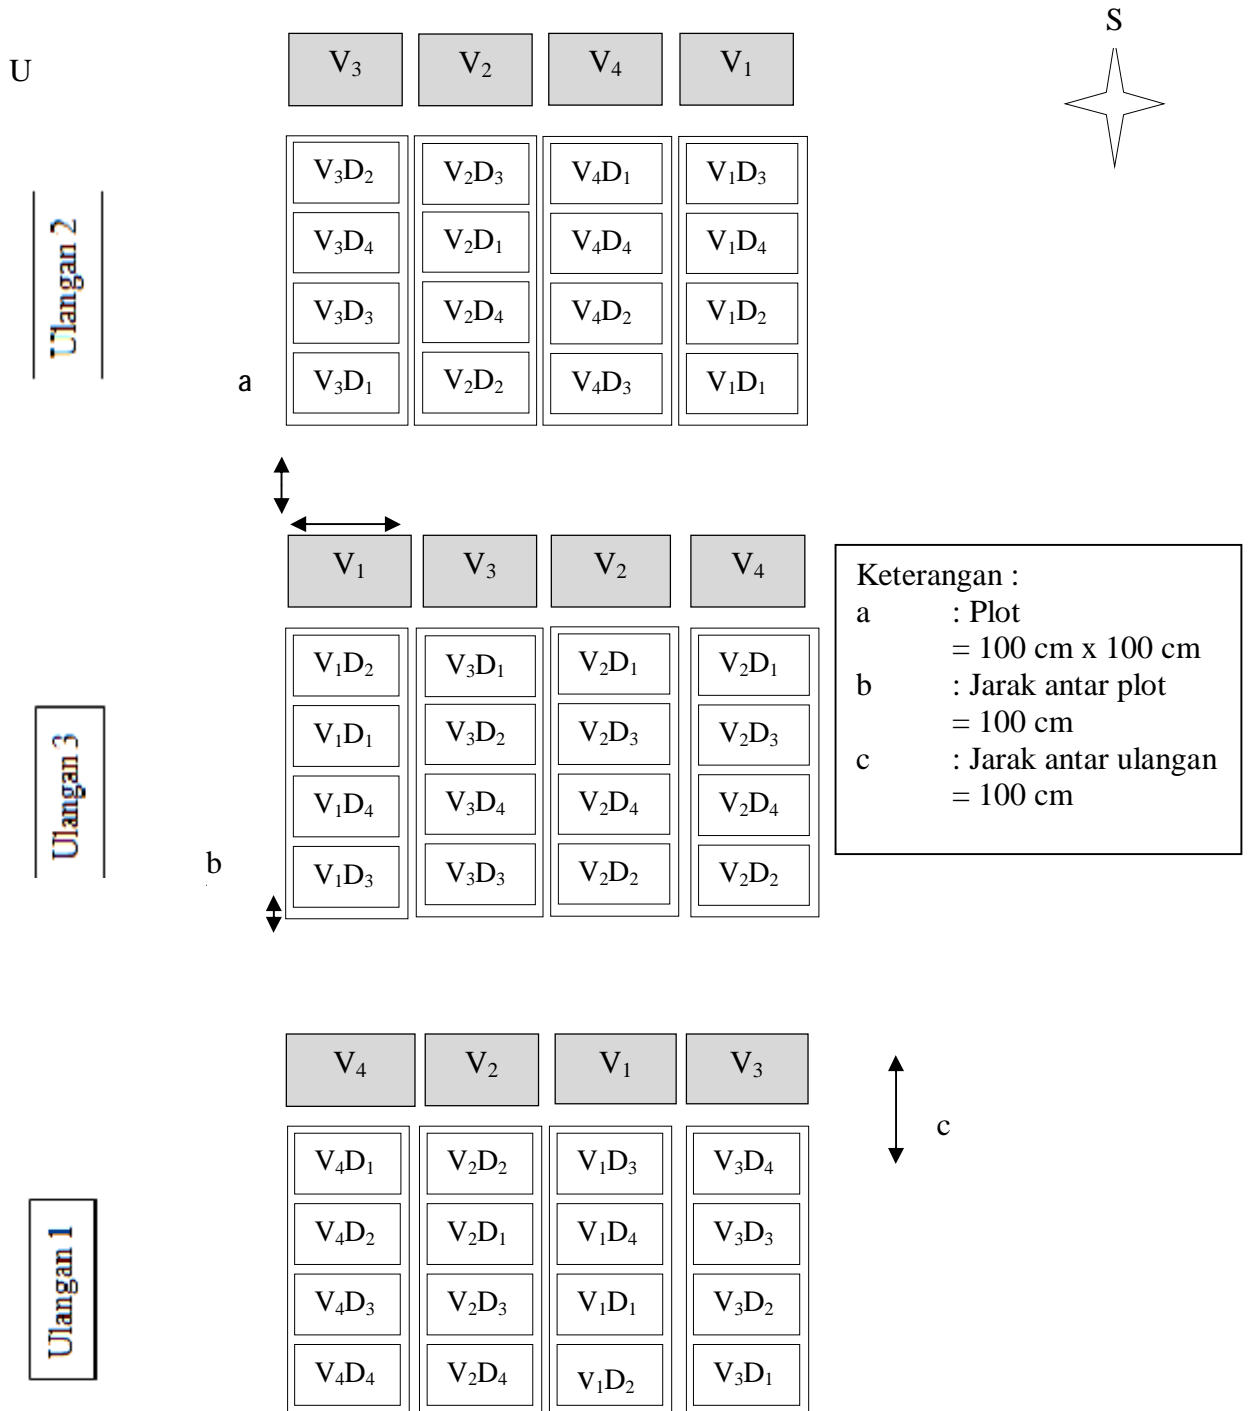 S
U
V₃ V₂ V₄ V₁
V₃D₂ V₂D₃ V₄D₁ V₁D₃
V₃D₄ V₂D₁ V₄D₄ V₁D₄
Ulangan 2
V₃D₃ V₂D₄ V₄D₂ V₁D₂
a
V₃D₁ V₂D₂ V₄D₃ V₁D₁
V₁ V₃ V₂ V₄
V₁D₂ V₃D₁ V₂D₁ V₂D₁
V₁D₁ V₃D₂ V₂D₃ V₂D₃
Ulangan 3
V₁D₄ V₃D₄ V₂D₄ V₂D₄
b
V₁D₃ V₃D₃ V₂D₂ V₂D₂
Keterangan :
a : Plot
= 100 cm x 100 cm
b : Jarak antar plot
= 100 cm
c : Jarak antar ulangan
= 100 cm
V₄ V₂ V₁ V₃
c
V₄D₁ V₂D₂ V₁D₃ V₃D₄
V₄D₂ V₂D₁ V₁D₄ V₃D₃
Ulangan 1
V₄D₃ V₂D₃ V₁D₁ V₃D₂
V₄D₄ V₂D₄ V₁D₂ V₃D₁